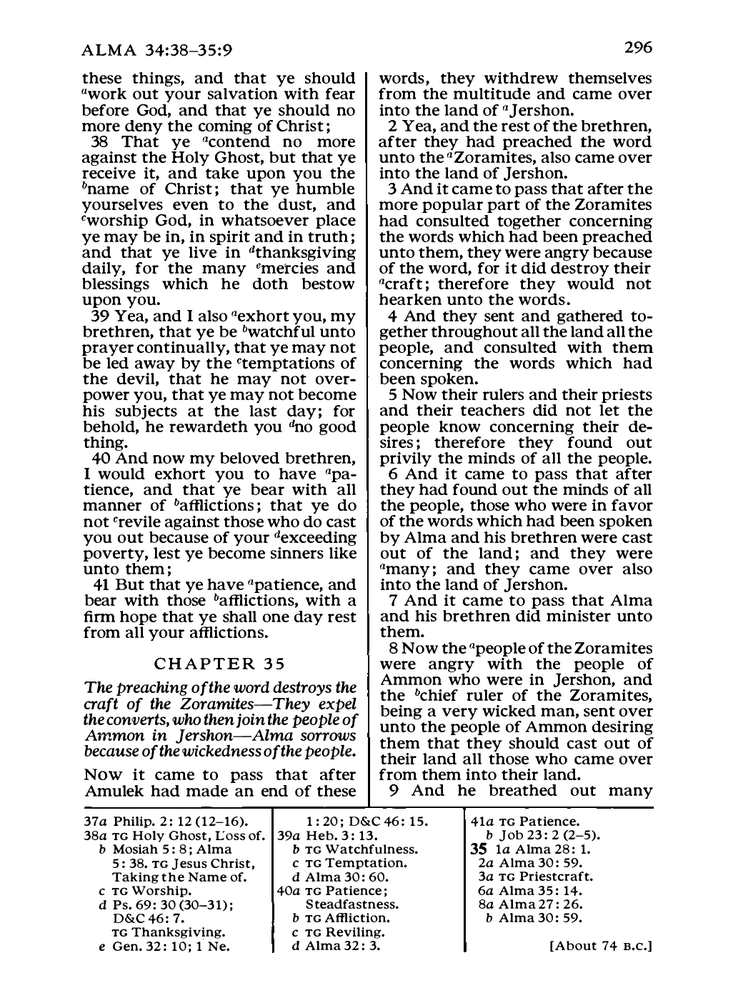 ALMA 34:38–35:9
296
these things, and that ye should
awork out your salvation with fear
before God, and that ye should no
more deny the coming of Christ;
38 That ye acontend no more
against the Holy Ghost, but that ye
receive it, and take upon you the
bname of Christ; that ye humble
yourselves even to the dust, and
cworship God, in whatsoever place
ye may be in, in spirit and in truth;
and that ye live in dthanksgiving
daily, for the many emercies and
blessings which he doth bestow
upon you.
39 Yea, and I also aexhort you, my
brethren, that ye be bwatchful unto
prayer continually, that ye may not
be led away by the ctemptations of
the devil, that he may not over-
power you, that ye may not become
his subjects at the last day; for
behold, he rewardeth you dno good
thing.
40 And now my beloved brethren,
I would exhort you to have apa-
tience, and that ye bear with all
manner of bafflictions; that ye do
not crevile against those who do cast
you out because of your dexceeding
poverty, lest ye become sinners like
unto them;
41 But that ye have apatience, and
bear with those bafflictions, with a
firm hope that ye shall one day rest
from all your afflictions.
CHAPTER 35
The preaching of the word destroys the
craft of the Zoramites—They expel
the converts, who then join the people of
Ammon in Jershon—Alma sorrows
because of the wickedness of the people.
Now it came to pass that after
Amulek had made an end of these
words, they withdrew themselves
from the multitude and came over
into the land of aJershon.
2 Yea, and the rest of the brethren,
after they had preached the word
unto the aZoramites, also came over
into the land of Jershon.
3 And it came to pass that after the
more popular part of the Zoramites
had consulted together concerning
the words which had been preached
unto them, they were angry because
of the word, for it did destroy their
acraft; therefore they would not
hearken unto the words.
4 And they sent and gathered to-
gether throughout all the land all the
people, and consulted with them
concerning the words which had
been spoken.
5 Now their rulers and their priests
and their teachers did not let the
people know concerning their de-
sires; therefore they found out
privily the minds of all the people.
6 And it came to pass that after
they had found out the minds of all
the people, those who were in favor
of the words which had been spoken
by Alma and his brethren were cast
out of the land; and they were
amany; and they came over also
into the land of Jershon.
7 And it came to pass that Alma
and his brethren did minister unto
them.
8 Now the apeople of the Zoramites
were angry with the people of
Ammon who were in Jershon, and
the bchief ruler of the Zoramites,
being a very wicked man, sent over
unto the people of Ammon desiring
them that they should cast out of
their land all those who came over
from them into their land.
9 And he breathed out many
37a Philip. 2: 12 (12–16).
38a TG Holy Ghost, Loss of.
b Mosiah 5: 8; Alma
5: 38. TG Jesus Christ,
Taking the Name of.
c TG Worship.
d Ps. 69: 30 (30–31);
D&C 46: 7.
TG Thanksgiving.
e Gen. 32: 10; 1 Ne.
1: 20; D&C 46: 15.
39a Heb. 3: 13.
b TG Watchfulness.
c TG Temptation.
d Alma 30: 60.
40a TG Patience;
Steadfastness.
b TG Affliction.
c TG Reviling.
d Alma 32: 3.
41a TG Patience.
b Job 23: 2 (2–5).
35 1a Alma 28: 1.
2a Alma 30: 59.
3a TG Priestcraft.
6a Alma 35: 14.
8a Alma 27: 26.
b Alma 30: 59.
[About 74 B.C.]